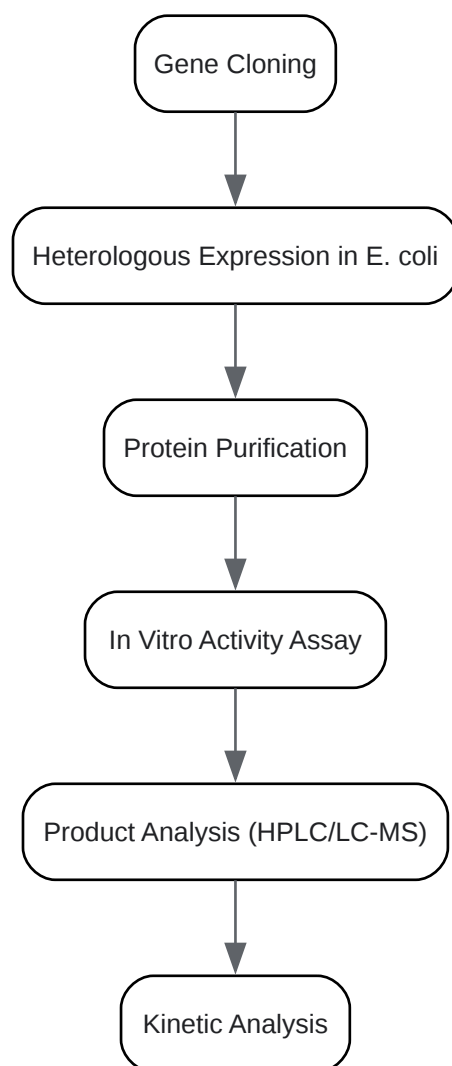 Gene Cloning
Heterologous Expression in E. coli
Protein Purification
In Vitro Activity Assay
Product Analysis (HPLC/LC-MS)
Kinetic Analysis